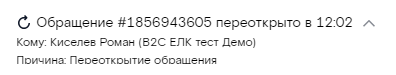 Обращение #1856943605 переоткрыто в 12:02
Кому: Киселев Роман (B2C ЕЛК тест Демо)
Причина: Переоткрытие обращения